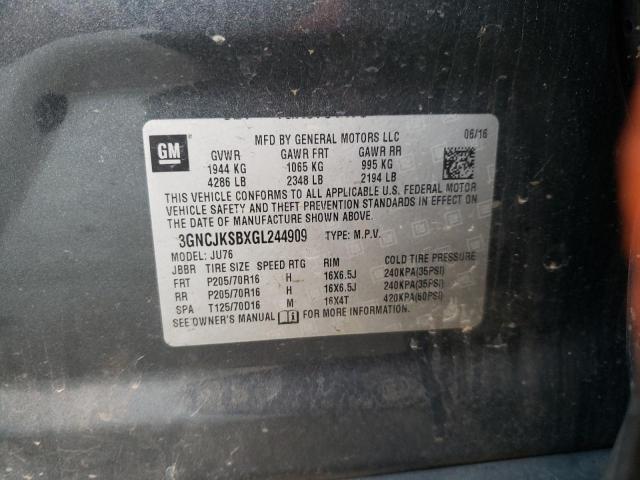 MFD BY GENERAL MOTORS LLC 06/16
GM
GVWR GAWR FRT GAWR RR
1944 KG 1065 KG 995 KG
4286 LB 2348 LB 2194 LB
THIS VEHICLE CONFORMS TO ALL APPLICABLE U.S. FEDERAL MOTOR
VEHICLE SAFETY AND THEFT PREVENTION STANDARDS IN EFFECT ON
THE DATE OF MANUFACTURE SHOWN ABOVE.
3GNCJKSBXGL244909 TYPE: M.P.V.
MODEL: JU76
JBBR TIRE SIZE SPEED RTG RIM COLD TIRE PRESSURE
FRT P205/70R16 H 16X6.5J 240KPA(35PSI)
RR P205/70R16 H 16X6.5J 240KPA(35PSI)
SPA T125/70D16 M 16X4T 420KPA(60PSI)
SEE OWNER'S MANUAL FOR MORE INFORMATION.